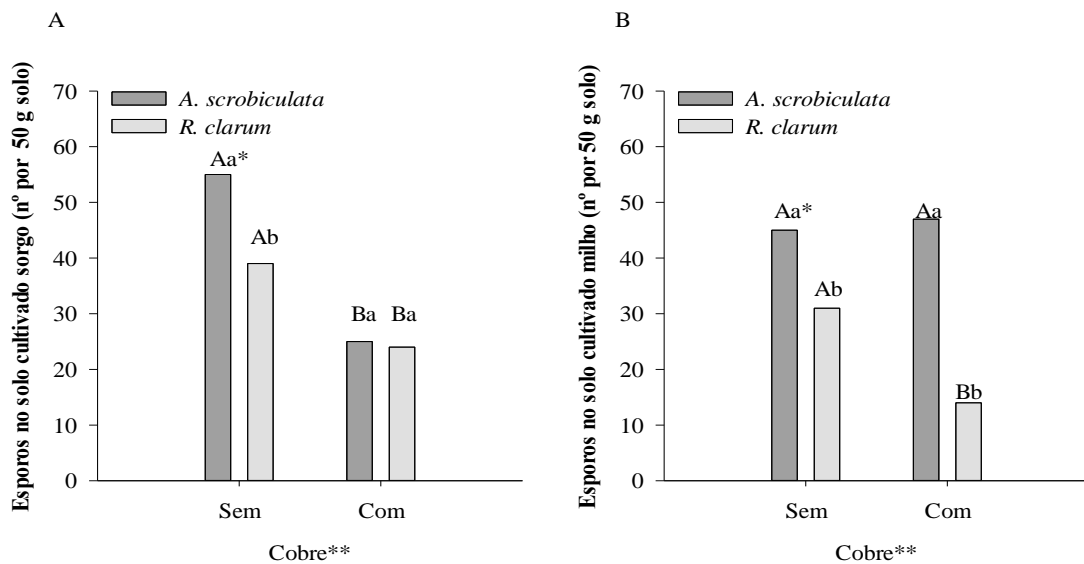 A
Esporos no solo cultivado sorgo (nº por 50 g solo)
70
60
50
40
30
20
10
0
A. scrobiculata
R. clarum
Aa*
Ab
Ba
Ba
Sem
Com
Cobre**
B
Esporos no solo cultivado milho (nº por 50 g solo)
70
60
50
40
30
20
10
0
A. scrobiculata
R. clarum
Aa*
Ab
Aa
Bb
Sem
Com
Cobre**